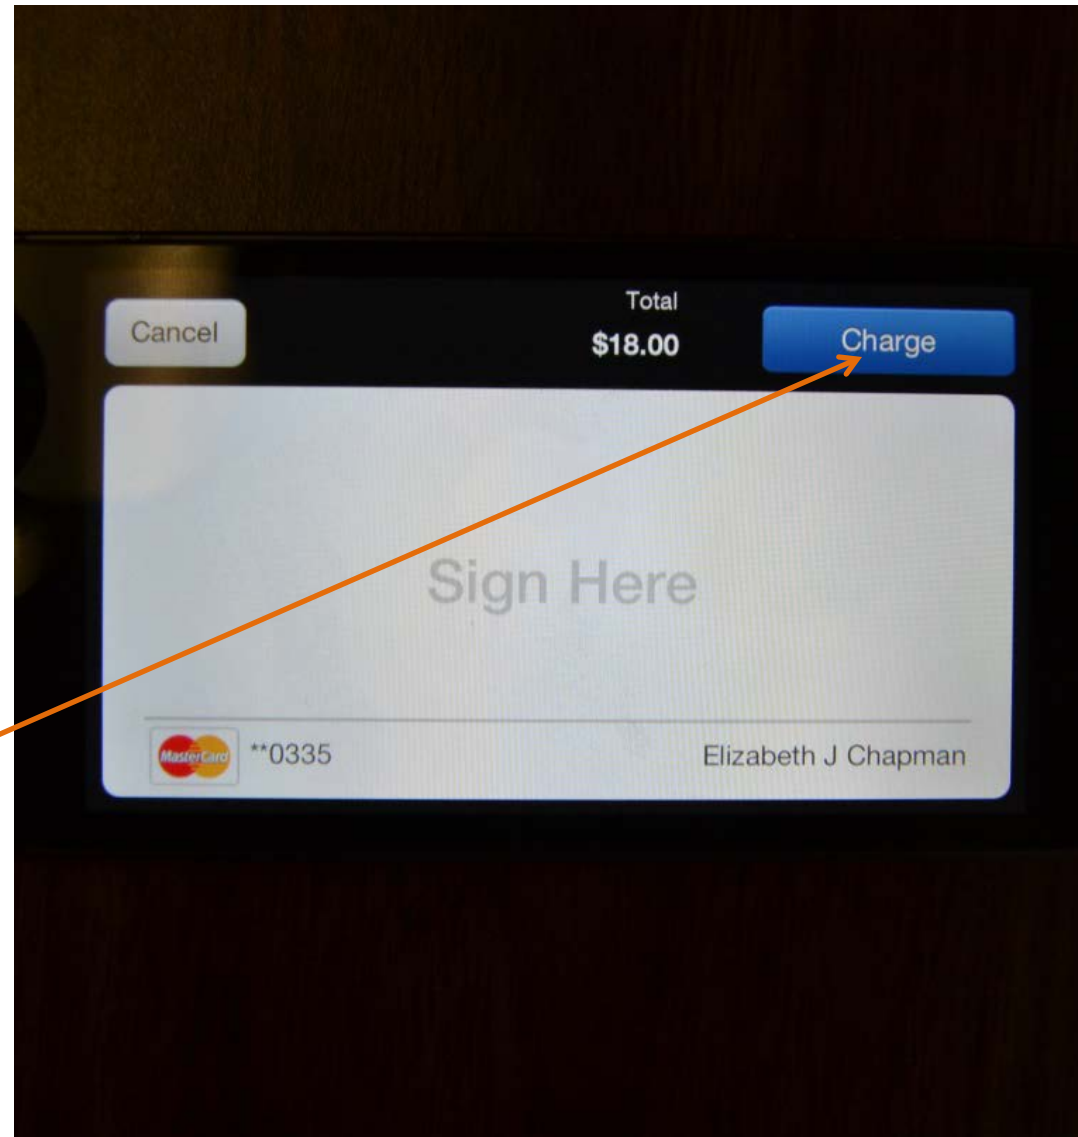 Cancel
Total
$18.00
Charge
Sign Here
MasterCard
**0335
Elizabeth J Chapman